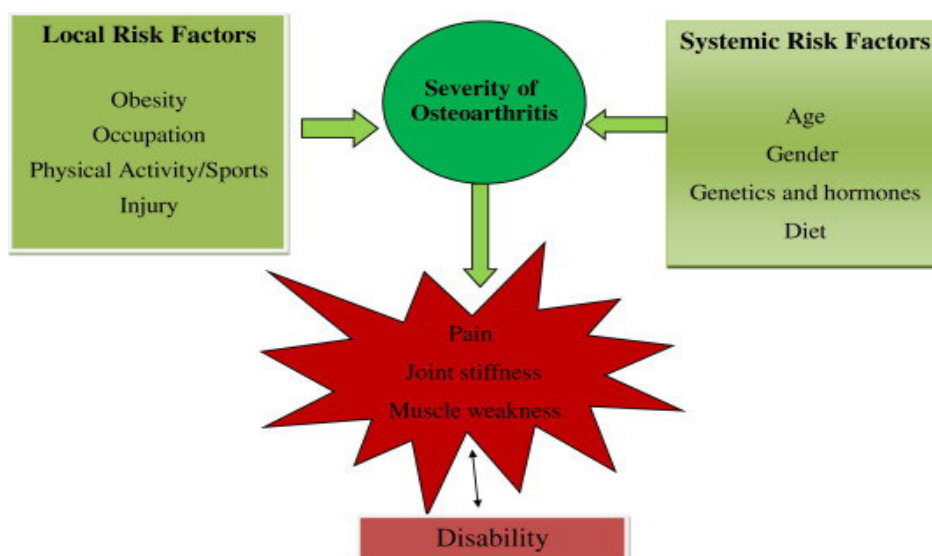 Local Risk Factors
Obesity
Occupation
Physical Activity/Sports
Injury
Severity of
Osteoarthritis
Systemic Risk Factors
Age
Gender
Genetics and hormones
Diet
Pain
Joint stiffness
Muscle weakness
Disability